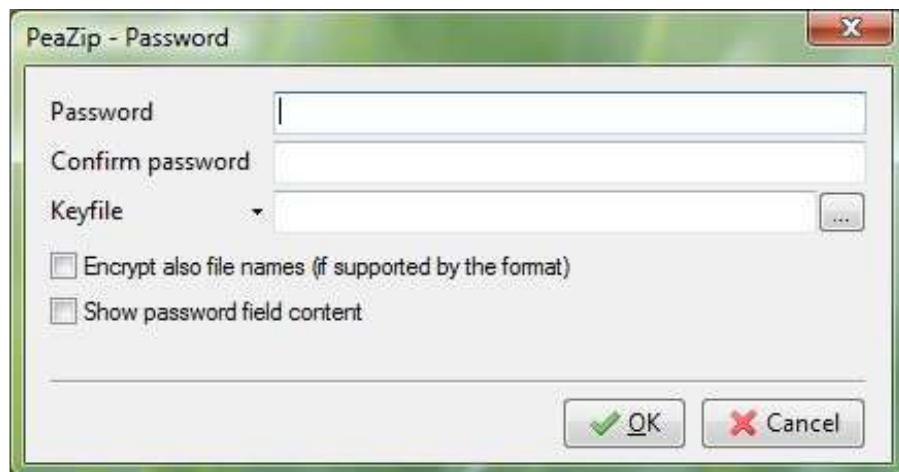 PeaZip - Password
Password
Confirm password
Keyfile
...
Encrypt also file names (if supported by the format)
Show password field content
OK
Cancel